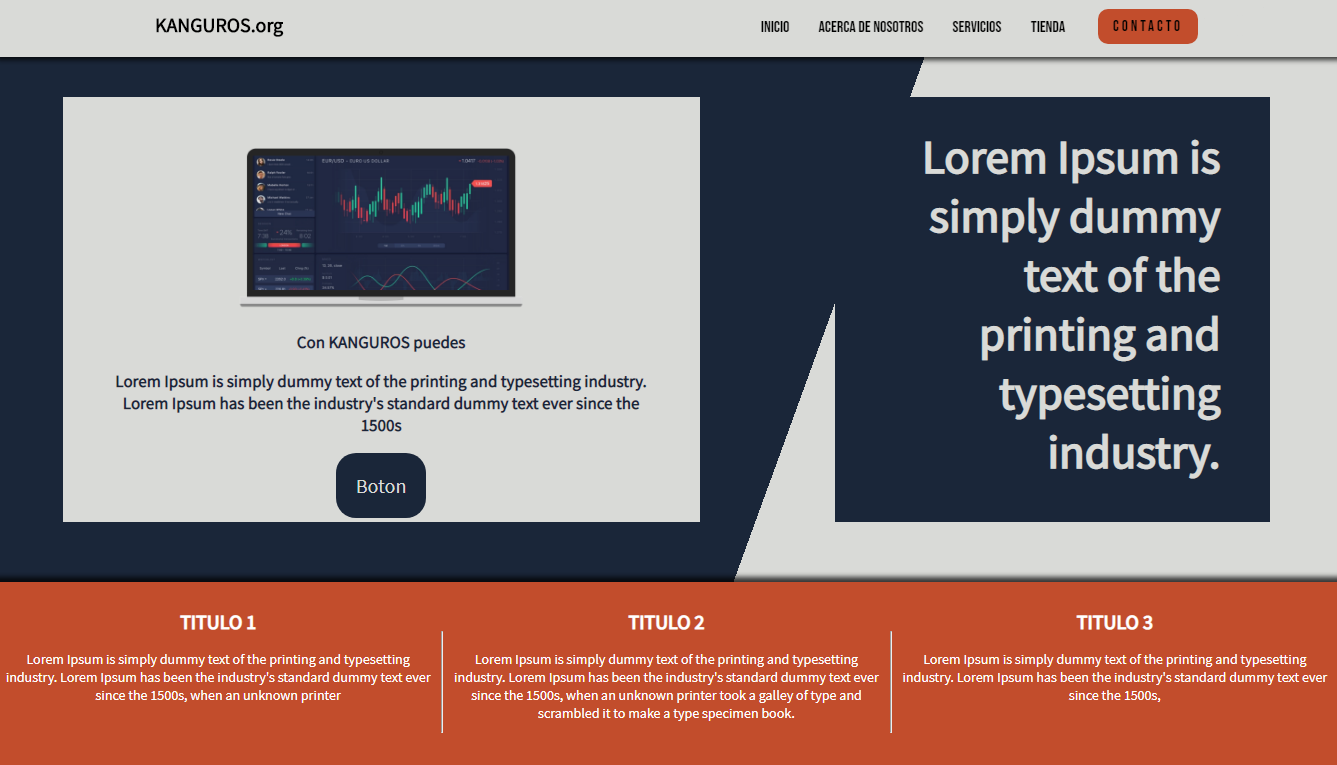 KANGUROS.org
INICIO
ACERCA DE NOSOTROS
SERVICIOS
TIENDA
CONTACTO
EUR/USD - EURO US DOLLAR
Con KANGUROS puedes
Lorem Ipsum is simply dummy text of the printing and typesetting industry.
Lorem Ipsum has been the industry's standard dummy text ever since the
1500s
Boton
Lorem Ipsum is
simply dummy
text of the
printing and
typesetting
industry.
TITULO 1
Lorem Ipsum is simply dummy text of the printing and typesetting
industry. Lorem Ipsum has been the industry's standard dummy text ever
since the 1500s, when an unknown printer
TITULO 2
Lorem Ipsum is simply dummy text of the printing and typesetting
industry. Lorem Ipsum has been the industry's standard dummy text ever
since the 1500s, when an unknown printer took a galley of type and
scrambled it to make a type specimen book.
TITULO 3
Lorem Ipsum is simply dummy text of the printing and typesetting
industry. Lorem Ipsum has been the industry's standard dummy text ever
since the 1500s,